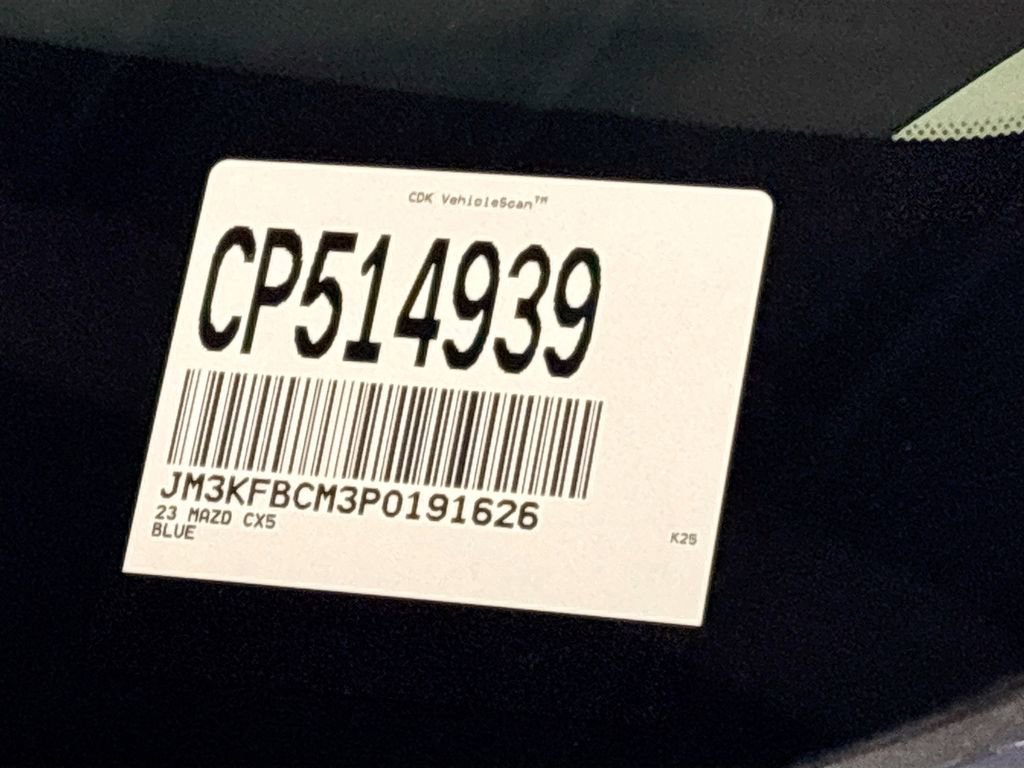 CDK VehicleScan™
CP514939
JM3KFBCM3P0191626
23 MAZD CX5
BLUE
K25